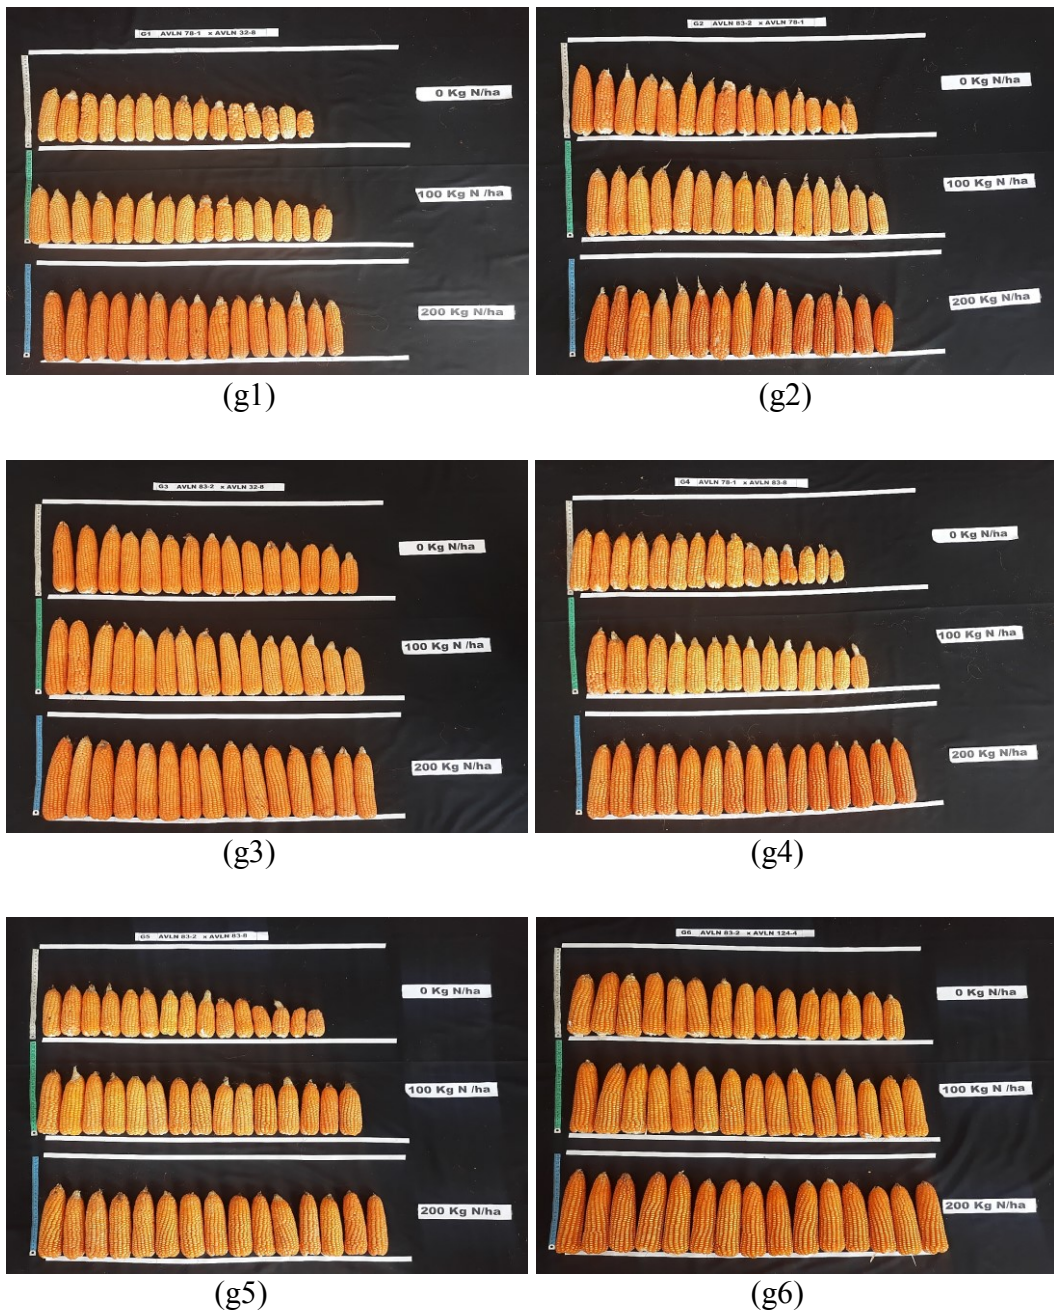 G1 AVLN 78-1 x AVLN 32-8
0 Kg N/ha
100 Kg N /ha
200 Kg N/ha
(g1)
G2 AVLN 83-2 x AVLN 78-1
0 Kg N/ha
100 Kg N /ha
200 Kg N/ha
(g2)
G3 AVLN 83-2 x AVLN 32-8
0 Kg N/ha
100 Kg N /ha
200 Kg N/ha
(g3)
G4 AVLN 78-1 x AVLN 83-8
0 Kg N/ha
100 Kg N /ha
200 Kg N/ha
(g4)
G5 AVLN 83-2 x AVLN 83-8
0 Kg N/ha
100 Kg N /ha
200 Kg N/ha
(g5)
G6 AVLN 83-2 x AVLN 124-4
0 Kg N/ha
100 Kg N /ha
200 Kg N/ha
(g6)